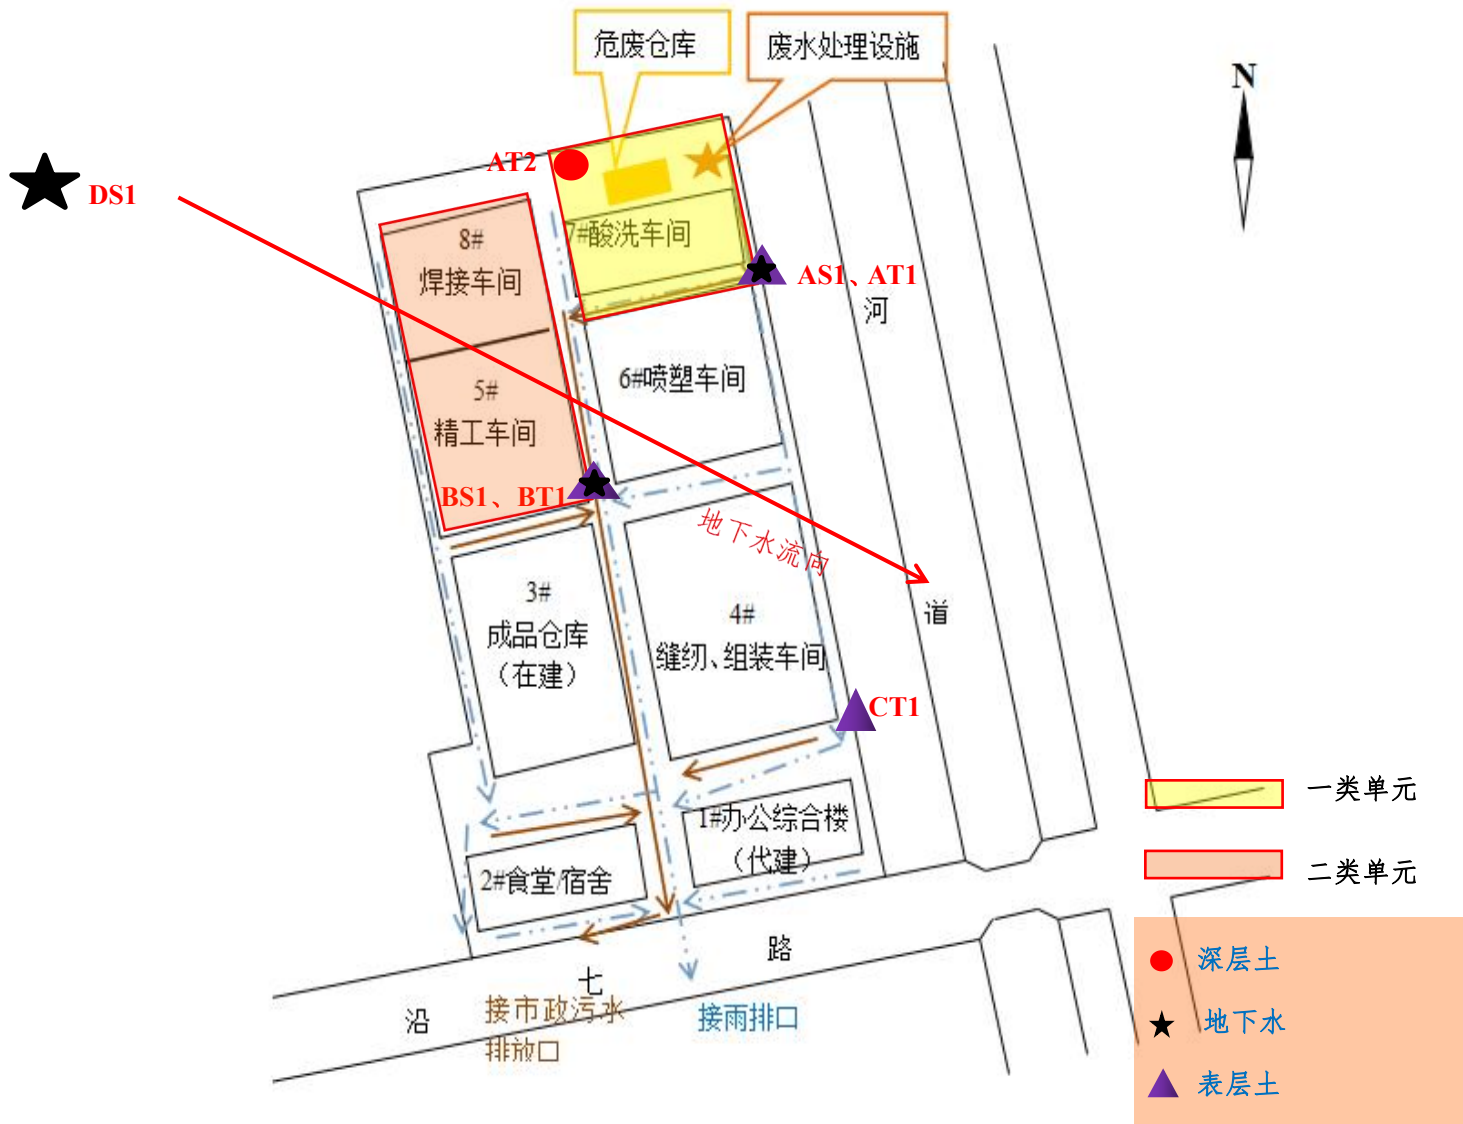 危废仓库
废水处理设施
N
AT2
DS1
7#酸洗车间
8#
焊接车间
AS1、AT1
河
6#喷塑车间
5#
精工车间
BS1、BT1
地下水流向
3#
成品仓库
（在建）
4#
缝纫、组装车间
道
CT1
1#办公综合楼
（代建）
2#食堂/宿舍
一类单元
二类单元
沿
七
路
接市政污水
排放口
接雨排口
深层土
地下水
表层土